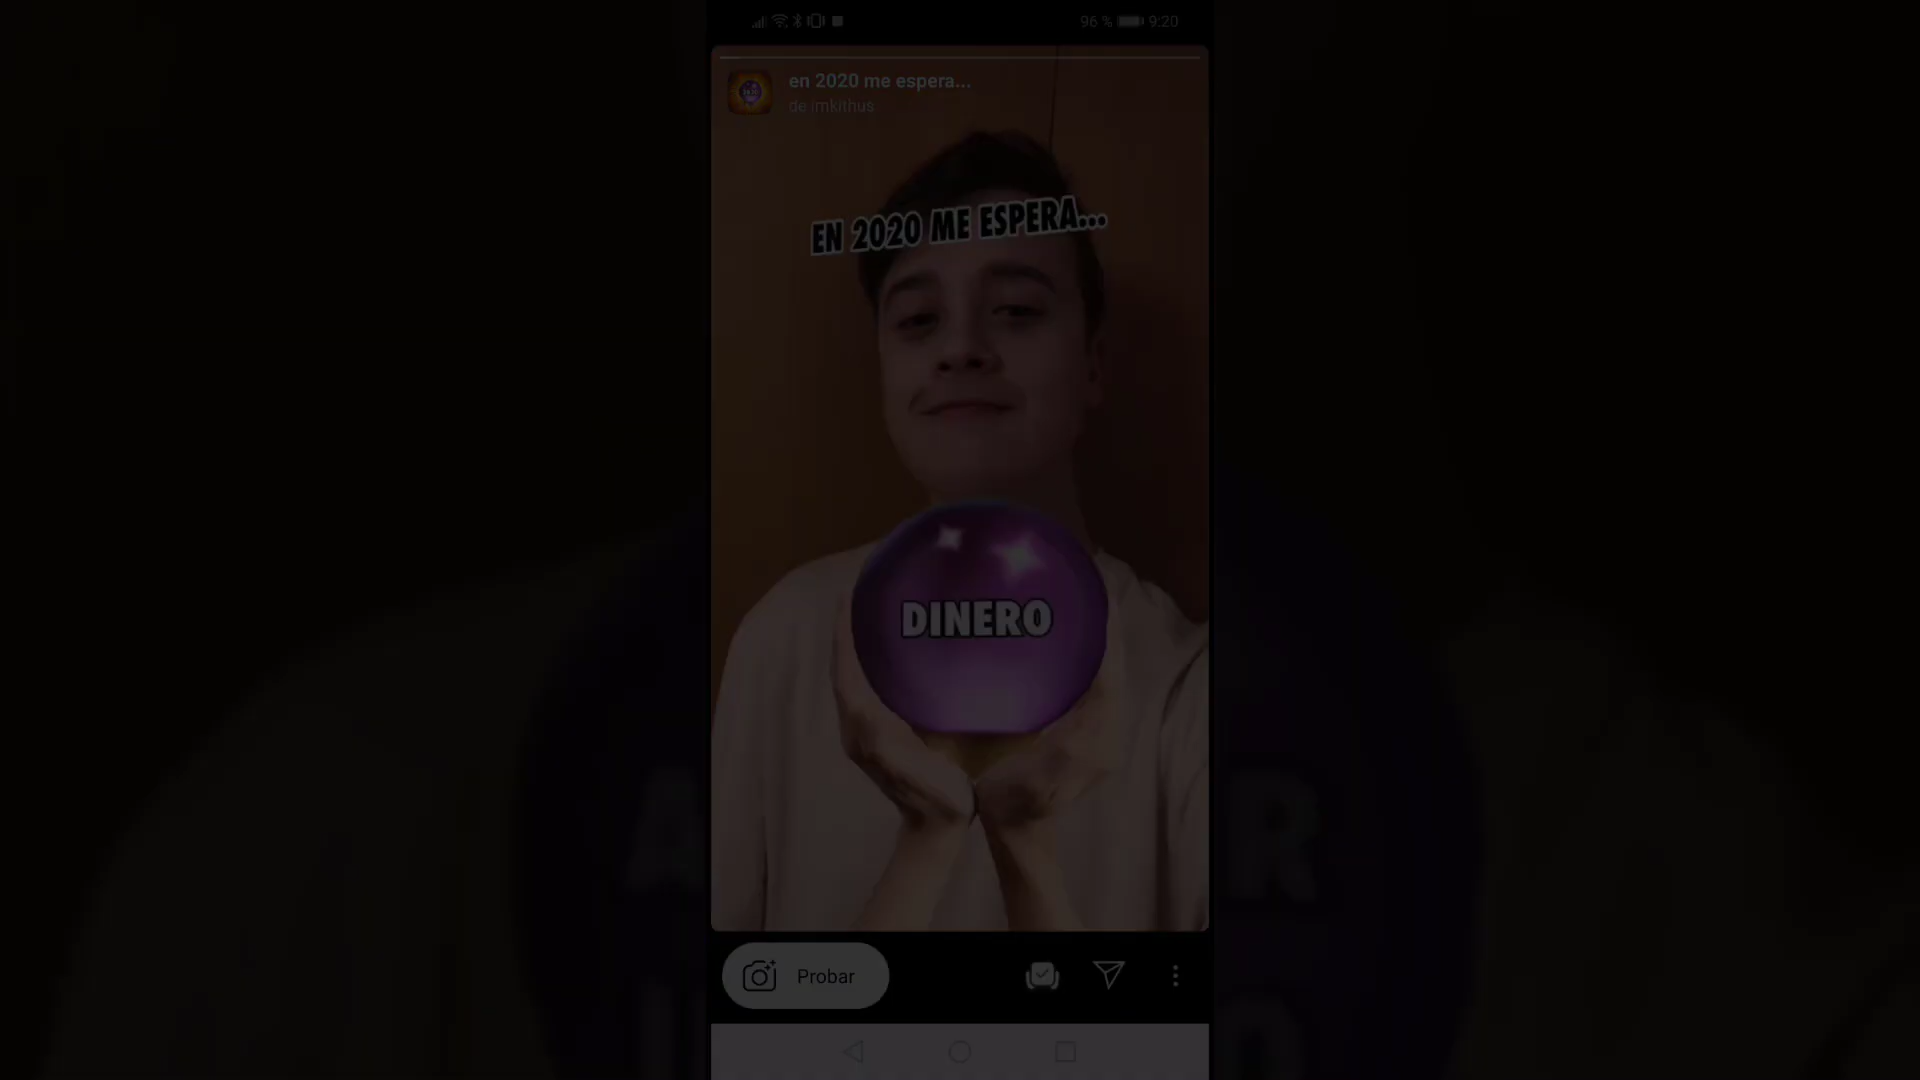 96 % 9:20
en 2020 me espera...
de imkithus
EN 2020 ME ESPERA...
DINERO
Probar